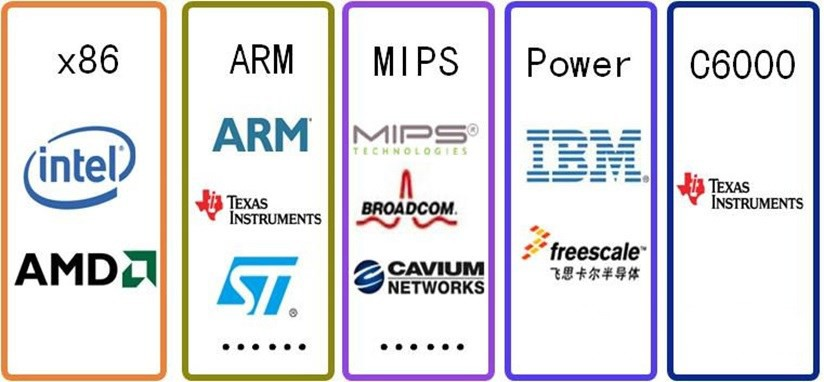 x86
intel
AMD
ARM
ARM
TEXAS
INSTRUMENTS
ST
®
......
MIPS
MIPS®
TECHNOLOGIES
BROADCOM.
CAVIUM
NETWORKS
......
Power
IBM®
freescale™
飞思卡尔半导体
C6000
TEXAS
INSTRUMENTS